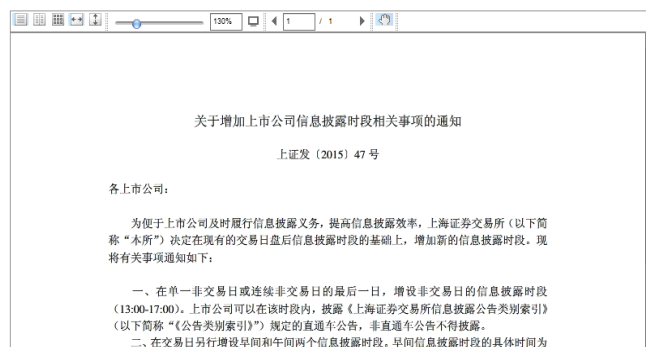 130%
1
/ 1
关于增加上市公司信息披露时段相关事项的通知
上证发〔2015〕47 号
各上市公司：
为便于上市公司及时履行信息披露义务，提高信息披露效率，上海证券交易所（以下简
称“本所”）决定在现有的交易日盘后信息披露时段的基础上，增加新的信息披露时段。现
将有关事项通知如下：
一、在单一非交易日或连续非交易日的最后一日，增设非交易日的信息披露时段
（13:00-17:00）。上市公司可以在该时段内，披露《上海证券交易所信息披露公告类别索引》
（以下简称“《公告类别索引》”）规定的直通车公告，非直通车公告不得披露。
二、在交易日另行增设早间和午间两个信息披露时段。早间信息披露时段的具体时间为